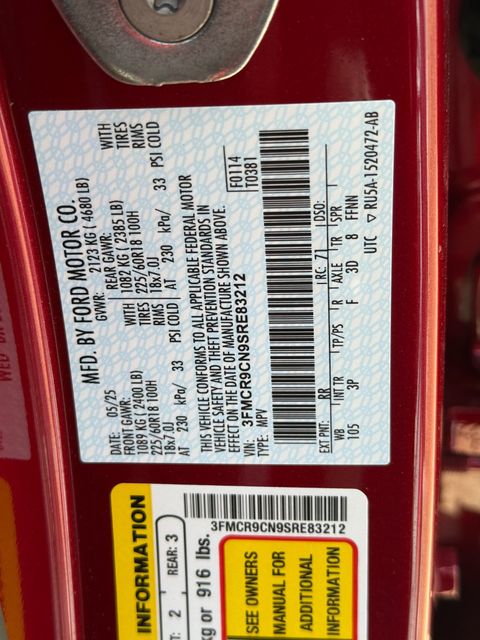 MFD. BY FORD MOTOR CO.
DATE: 05/25
GVWR:
2123 KG ( 4680 LB)
FRONT GAWR:
1089 KG ( 2400LB)
WITH
225/60R18 100H
TIRES
18x7.0J
RIMS
AT 230 kPa/ 33 PSI COLD
REAR GAWR:
1082 KG ( 2385 LB)
WITH
225/60R18 100H
TIRES
18x7.0J
RIMS
AT 230 kPa/ 33 PSI COLD
THIS VEHICLE CONFORMS TO ALL APPLICABLE FEDERAL MOTOR
VEHICLE SAFETY AND THEFT PREVENTION STANDARDS IN
EFFECT ON THE DATE OF MANUFACTURE SHOWN ABOVE.
VIN: 3FMCR9CN9SRE83212
TYPE: MPV
F0114
T0381
EXT PNT: RR RC: 71 DSO:
WB INT TR TP/PS R AXLE TR SPR
105 3P F 3D 8 FFNN
UTC ▽ RU5A-1520472-AB
3FMCR9CN9SRE83212
INFORMATION
2 REAR: 3
kg or 916 lbs.
SEE OWNERS
MANUAL FOR
ADDITIONAL
INFORMATION